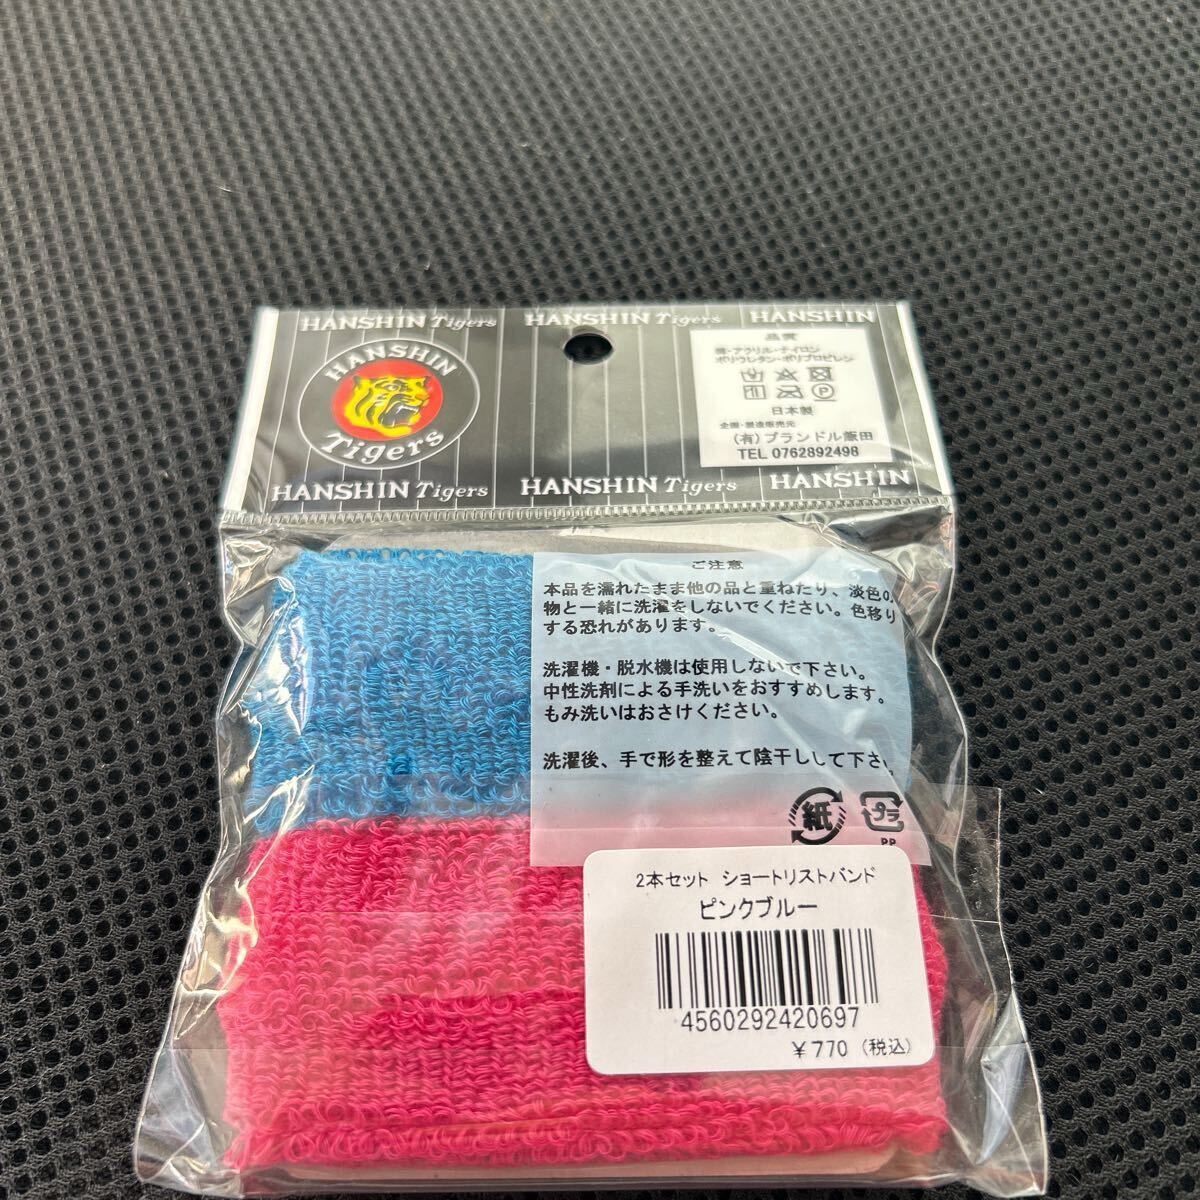 HANSHIN Tigers HANSHIN Tigers HANSHIN
HANSHIN
Tigers
品質
綿・アクリル・ナイロン
ポリウレタン・ポリプロピレン
P
日本製
企画・製造販売元
(有)ブランドル飯田
TEL 0762892498
HANSHIN Tigers HANSHIN Tigers HANSHIN
ご注意
本品を濡れたまま他の品と重ねたり、淡色の
物と一緒に洗濯をしないでください。色移り
する恐れがあります。
洗濯機・脱水機は使用しないで下さい。
中性洗剤による手洗いをおすすめします。
もみ洗いはおさけください。
洗濯後、手で形を整えて陰干しして下さ
紙 プラ
PP
2本セット ショートリストバンド
ピンクブルー
4560292420697
￥770 (税込)